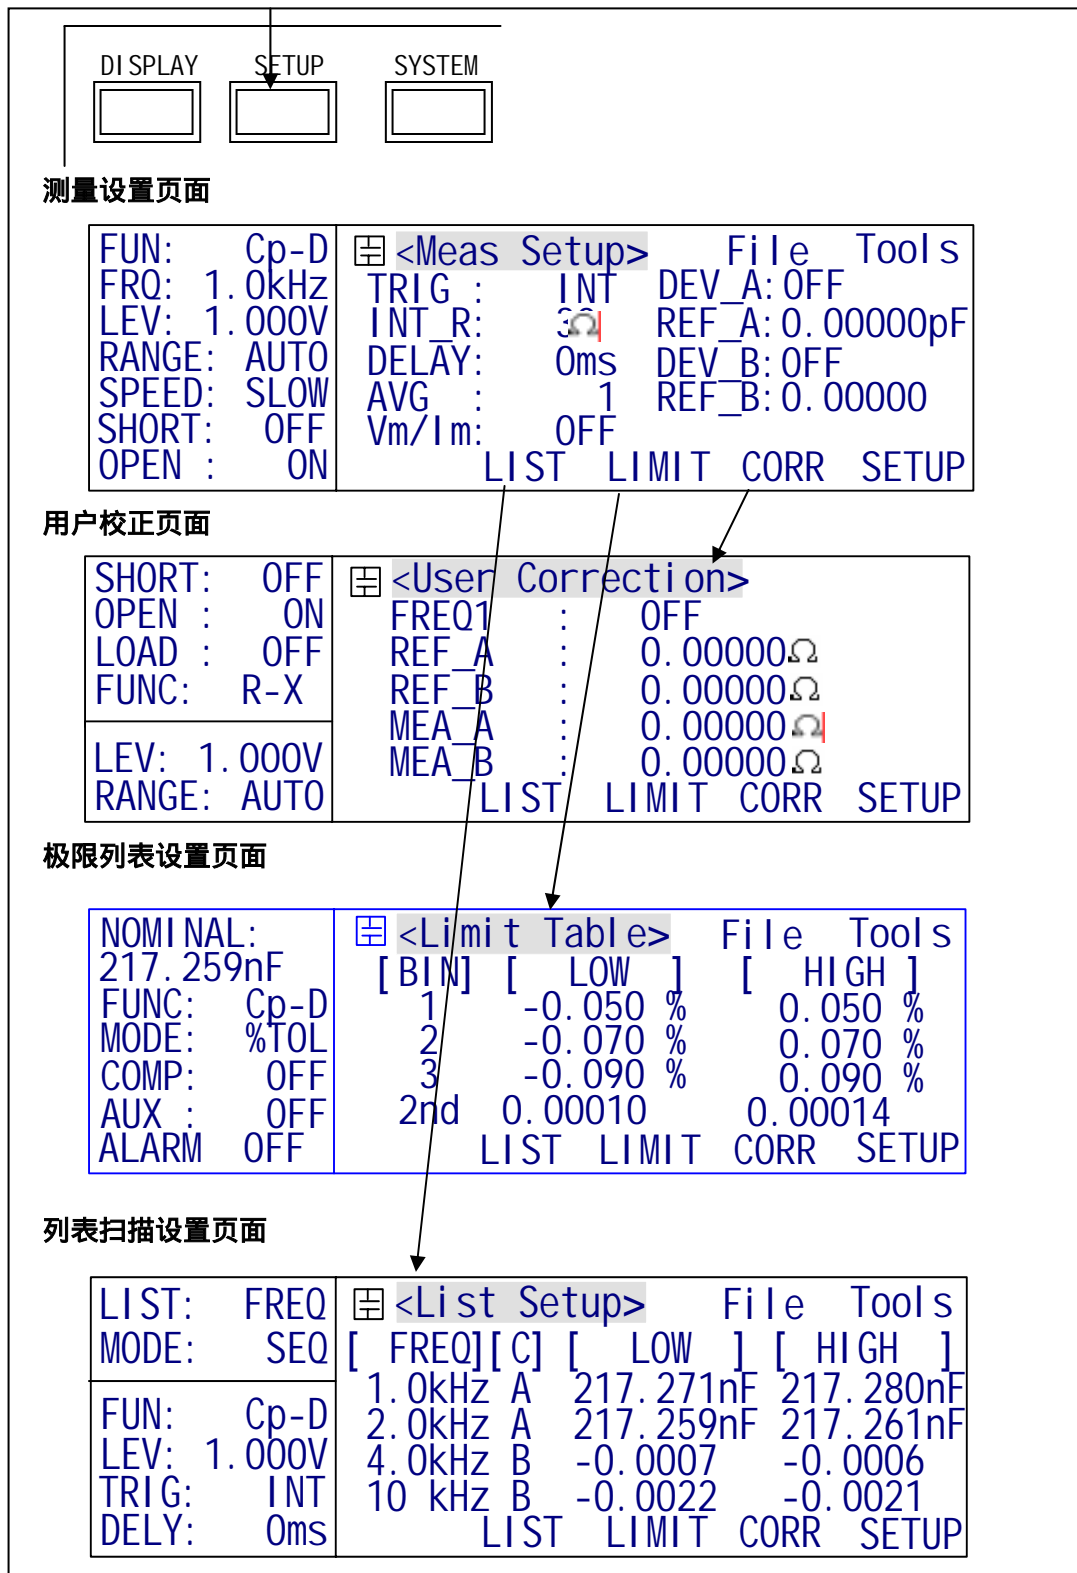 DISPLAY SETUP SYSTEM
测量设置页面
FUN: Cp-D
FRQ: 1.0kHz
LEV: 1.000V
RANGE: AUTO
SPEED: SLOW
SHORT: OFF
OPEN : ON
<Meas Setup> File Tools
TRIG : INT DEV_A:OFF
INT_R: Ω REF_A:0.00000pF
DELAY: 0ms DEV_B:OFF
AVG : 1 REF_B:0.00000
Vm/Im: OFF
LIST LIMIT CORR SETUP
用户校正页面
SHORT: OFF
OPEN : ON
LOAD : OFF
FUNC: R-X
LEV: 1.000V
RANGE: AUTO
<User Correction>
FREQ1 : OFF
REF_A : 0.00000Ω
REF_B : 0.00000Ω
MEA_A : 0.00000Ω
MEA_B : 0.00000Ω
LIST LIMIT CORR SETUP
极限列表设置页面
NOMINAL:
217.259nF
FUNC: Cp-D
MODE: %TOL
COMP: OFF
AUX : OFF
ALARM OFF
<Limit Table> File Tools
[BIN] [ LOW ] [ HIGH ]
1 -0.050 % 0.050 %
2 -0.070 % 0.070 %
3 -0.090 % 0.090 %
2nd 0.00010 0.00014
LIST LIMIT CORR SETUP
列表扫描设置页面
LIST: FREQ
MODE: SEQ
FUN: Cp-D
LEV: 1.000V
TRIG: INT
DELY: 0ms
<List Setup> File Tools
[ FREQ][C] [ LOW ] [ HIGH ]
1.0kHz A 217.271nF 217.280nF
2.0kHz A 217.259nF 217.261nF
4.0kHz B -0.0007 -0.0006
10 kHz B -0.0022 -0.0021
LIST LIMIT CORR SETUP